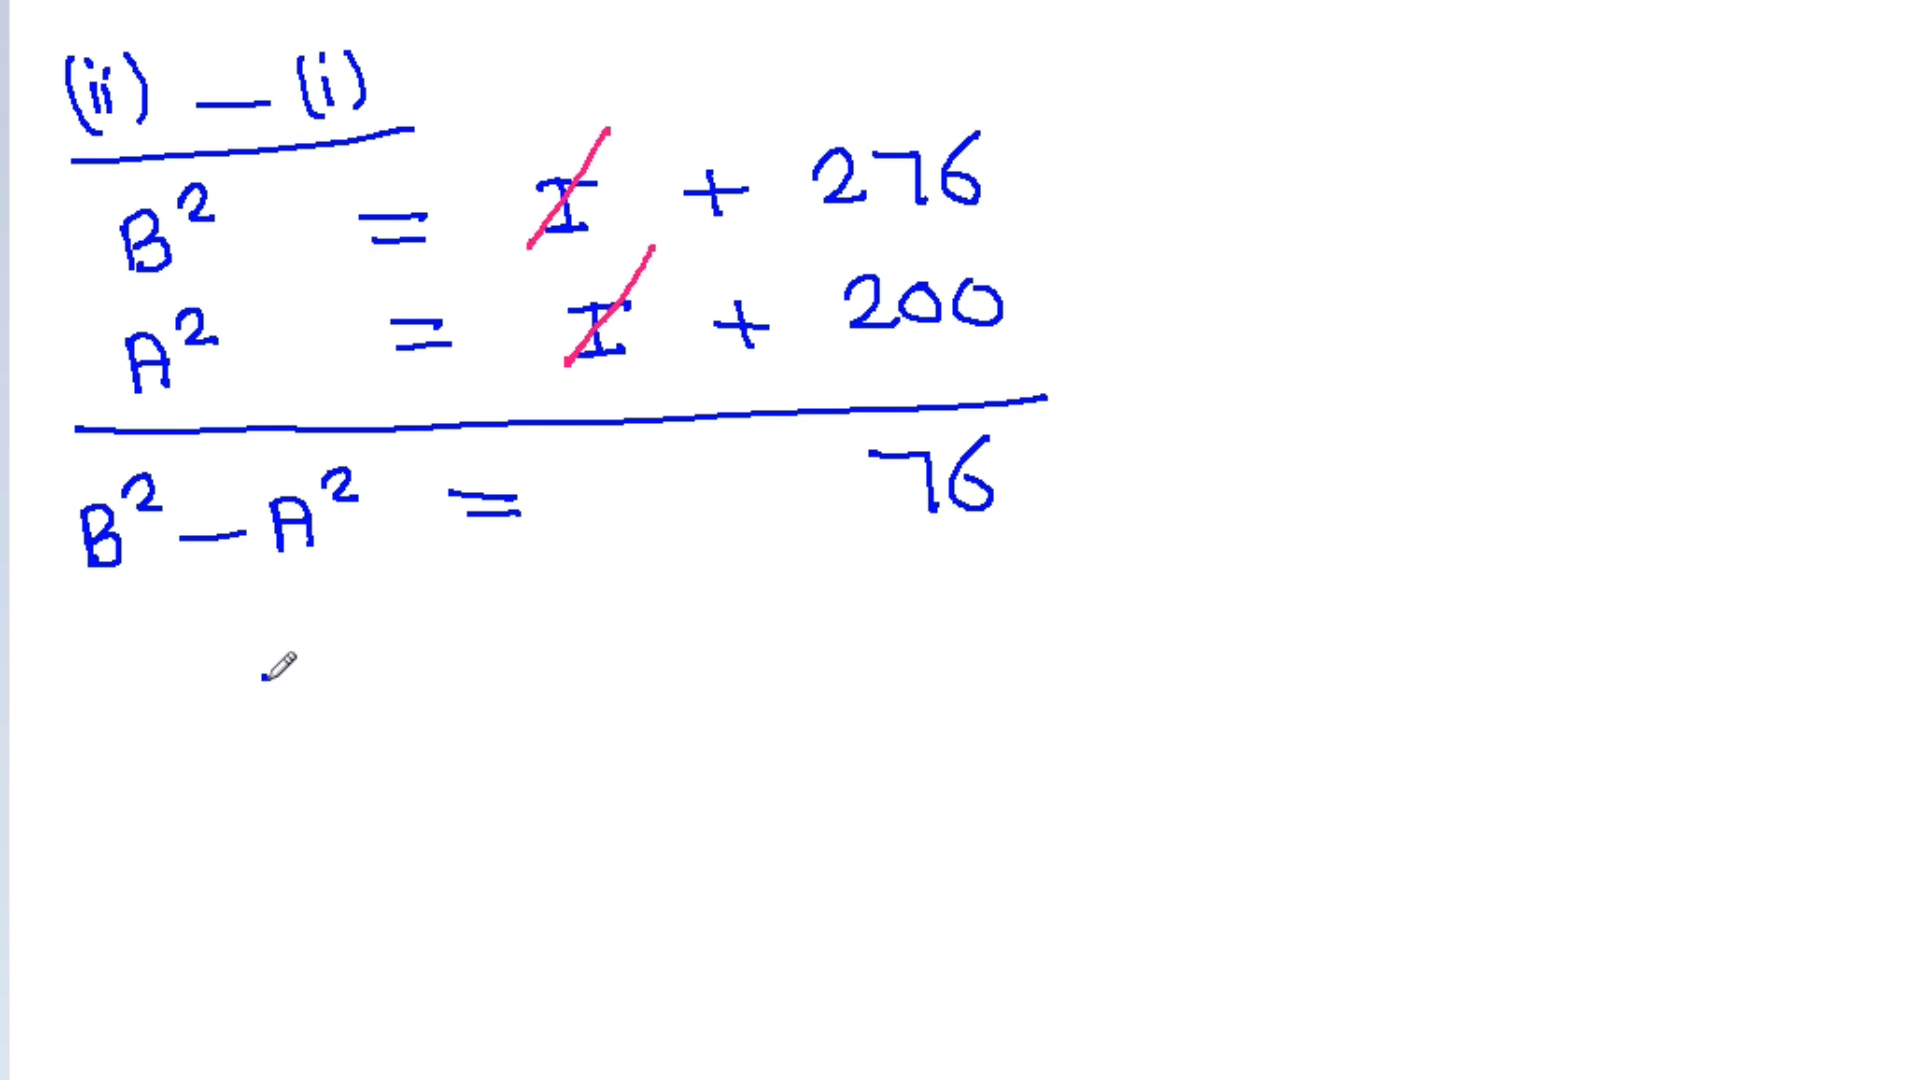 (ii) — (i)
B² = I + 276
A² = I + 200
B² — A² = 76